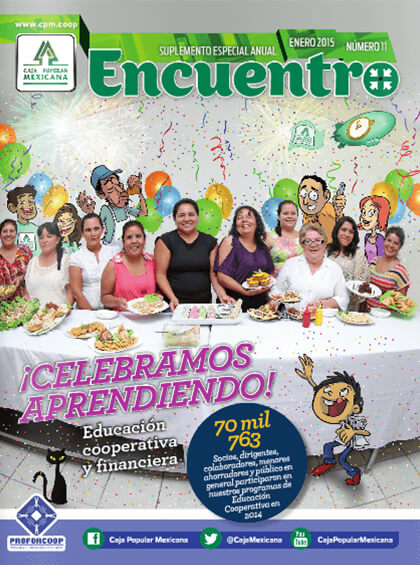 www.cpm.coop
CAJA POPULAR
MEXICANA
SUPLEMENTO ESPECIAL ANUAL
ENERO 2015
NÚMERO 11
Encuentro
¡CELEBRAMOS
APRENDIENDO!
Educación
cooperativa
y financiera.
70 mil
763
Socios, dirigentes,
colaboradores, menores
ahorradores y público en
general participaron en
nuestros programas de
Educación
Cooperativa en
2014
PROFORCOOP
f Caja Popular Mexicana
@CajaMexicana
You
Tube
CajaPopularMexicana